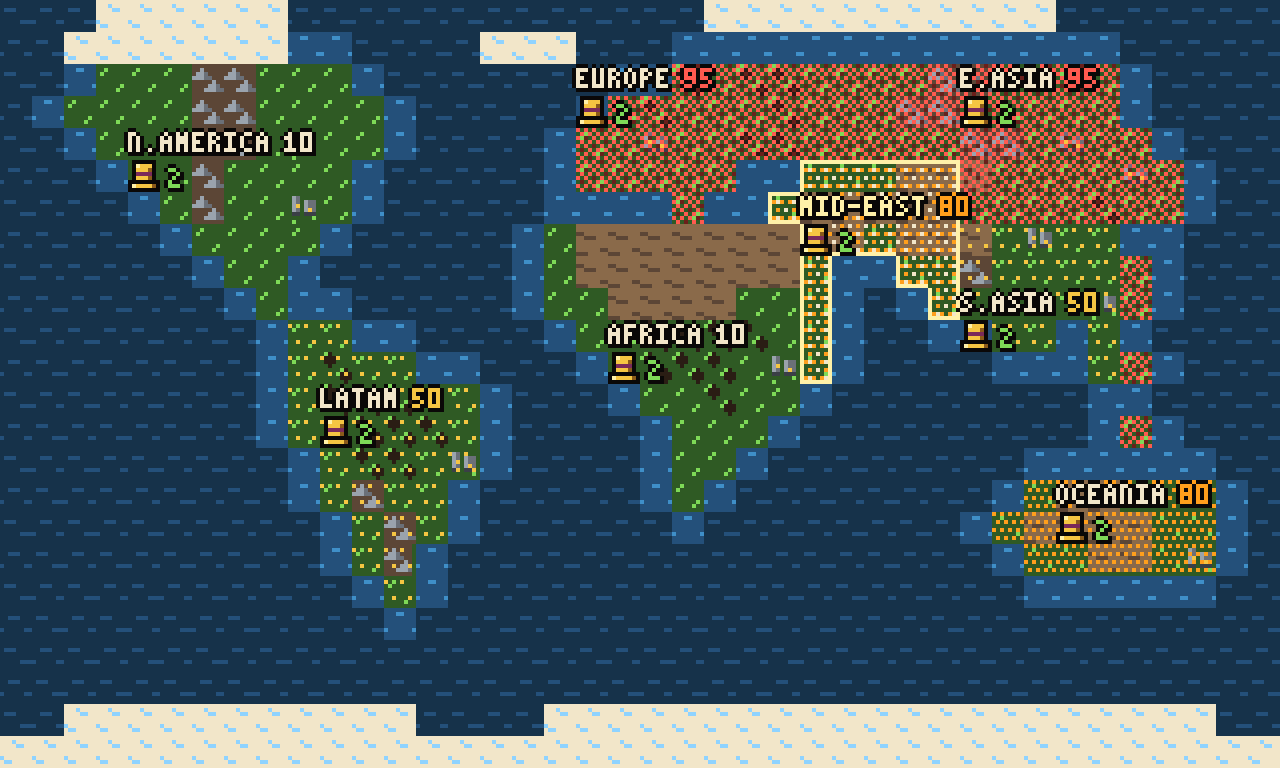 EUROPE 95
2
E.ASIA 95
2
N.AMERICA 10
2
MID-EAST 80
2
S.ASIA 50
2
AFRICA 10
2
LATAM 50
2
OCEANIA 80
2